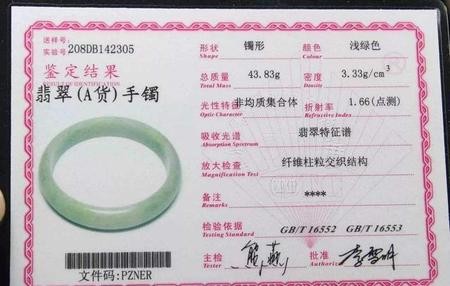 送样号:
实验号: 208DB142305
鉴定结果
翡翠(A货)手镯
文件码: PZNER
形状 镯形 颜色 浅绿色
Shape Color
总质量 43.83g 密度 3.33g/cm³
Total Mass Density
光性特征 非均质集合体 折射率 1.66(点测)
Optic Character Refractive Index
吸收光谱 翡翠特征谱
Absorption Spectrum
放大检查 纤维柱粒交织结构
Magnification Test
备注 ****
Remarks
检验依据 GB/T 16552 GB/T 16553
Testing Standard
主检 批准
Tester Authorize